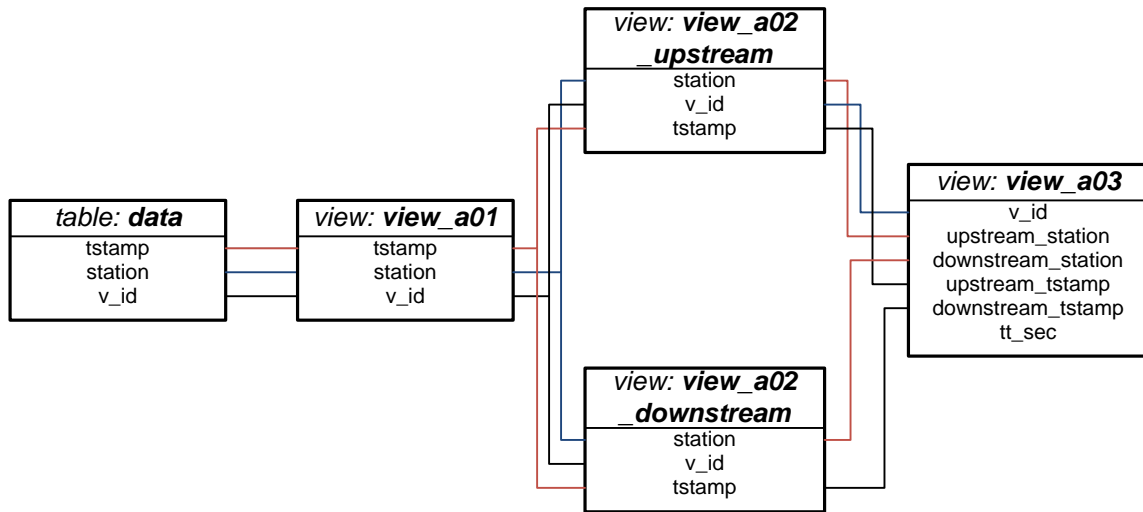 view: view_a02
_upstream
station
v_id
tstamp
table: data
tstamp
station
v_id
view: view_a01
tstamp
station
v_id
view: view_a03
v_id
upstream_station
downstream_station
upstream_tstamp
downstream_tstamp
tt_sec
view: view_a02
_downstream
station
v_id
tstamp